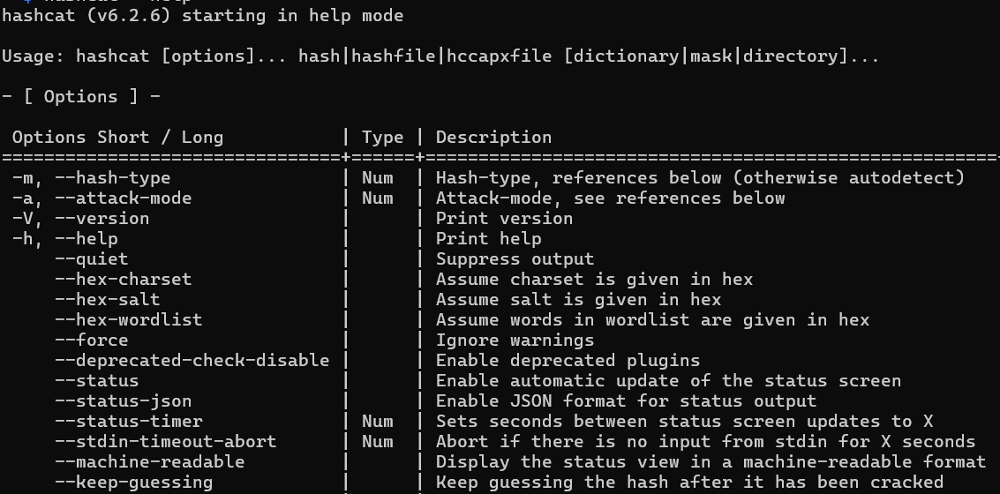 hashcat (v6.2.6) starting in help mode
Usage: hashcat [options]... hash|hashfile|hccapxfile [dictionary|mask|directory]...
- [ Options ] -
Options Short / Long | Type | Description
================================+======+======================================================
-m, --hash-type | Num | Hash-type, references below (otherwise autodetect)
-a, --attack-mode | Num | Attack-mode, see references below
-V, --version | | Print version
-h, --help | | Print help
--quiet | | Suppress output
--hex-charset | | Assume charset is given in hex
--hex-salt | | Assume salt is given in hex
--hex-wordlist | | Assume words in wordlist are given in hex
--force | | Ignore warnings
--deprecated-check-disable | | Enable deprecated plugins
--status | | Enable automatic update of the status screen
--status-json | | Enable JSON format for status output
--status-timer | Num | Sets seconds between status screen updates to X
--stdin-timeout-abort | Num | Abort if there is no input from stdin for X seconds
--machine-readable | | Display the status view in a machine-readable format
--keep-guessing | | Keep guessing the hash after it has been cracked